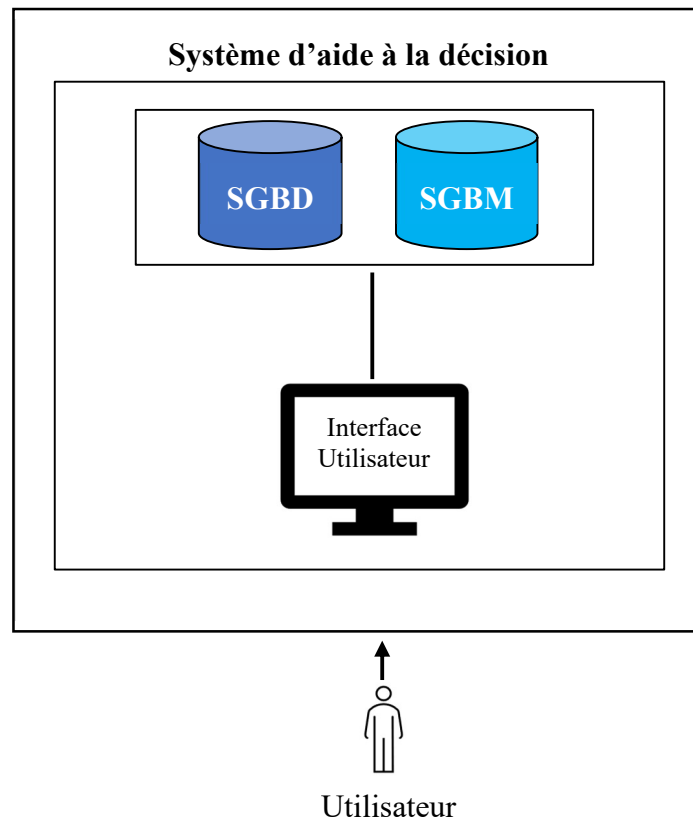 Système d’aide à la décision
SGBD
SGBM
Interface
Utilisateur
Utilisateur